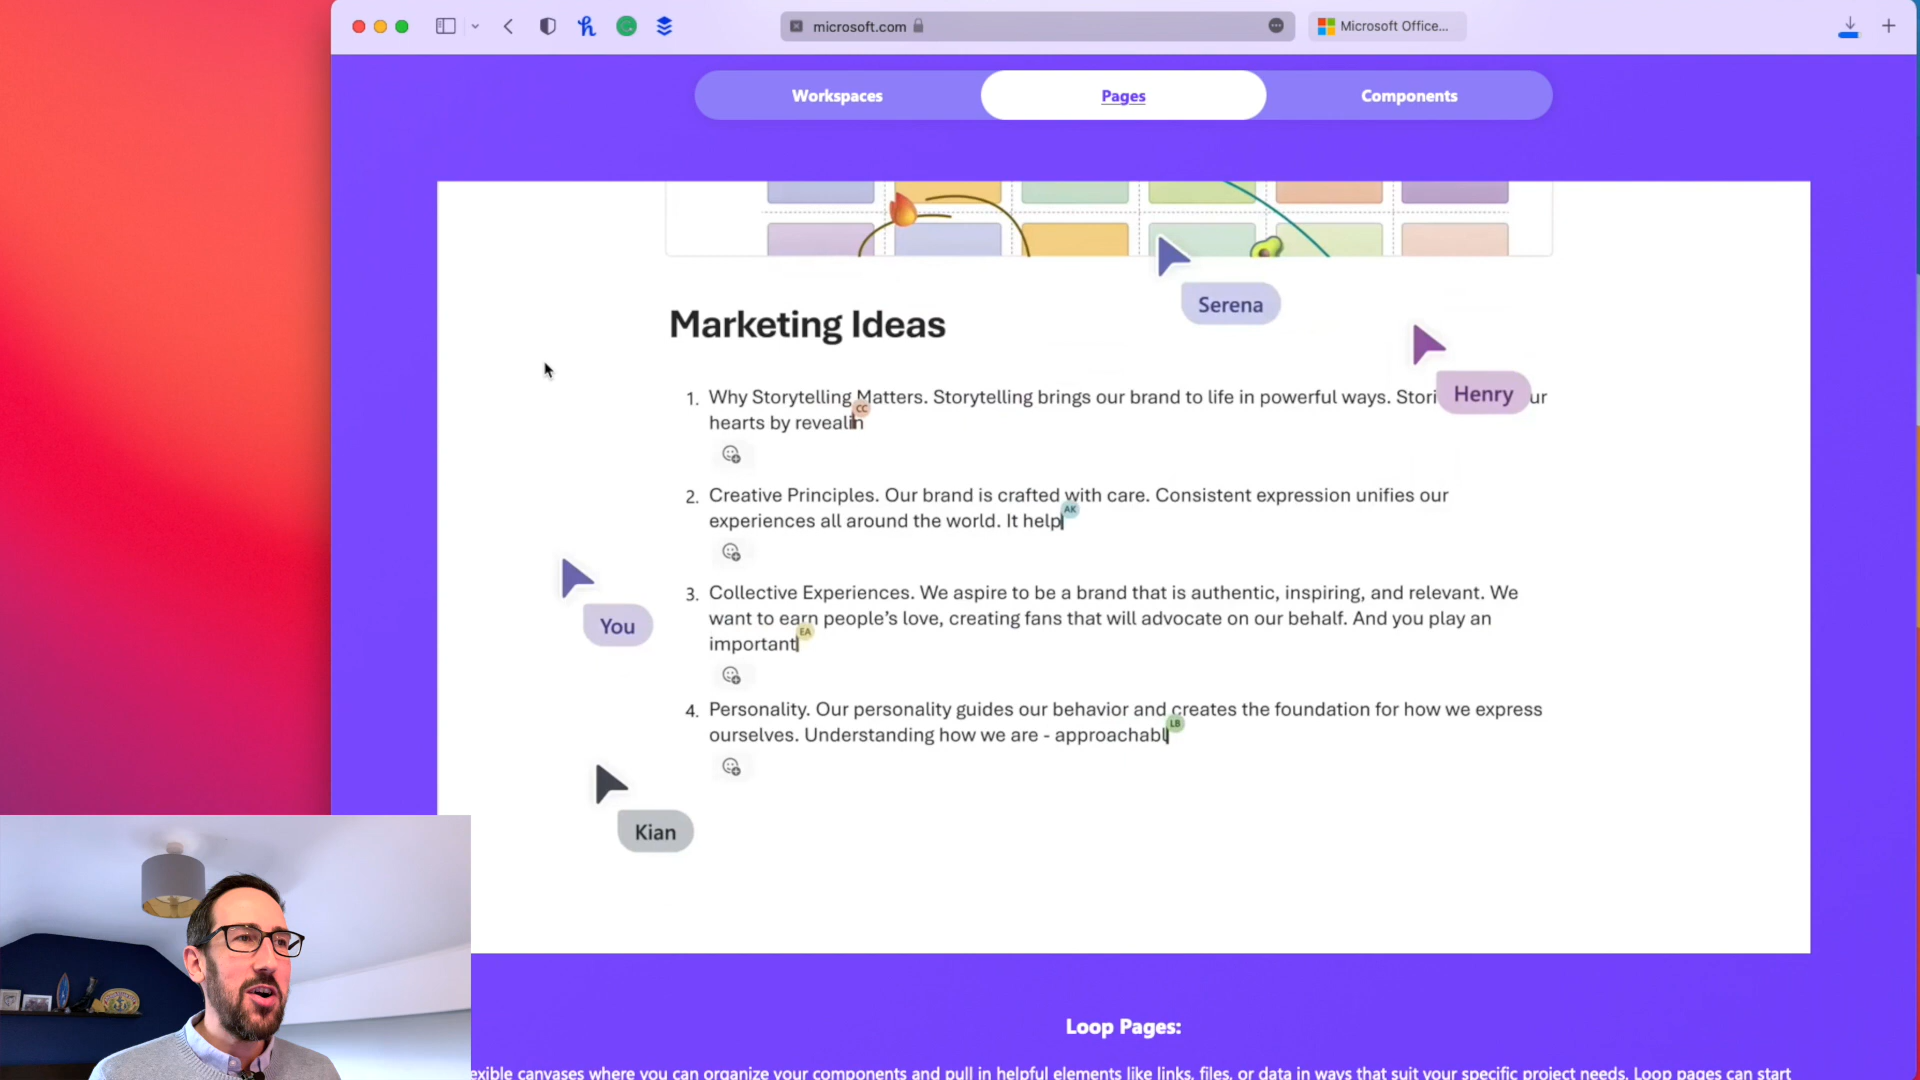 microsoft.com
Microsoft Office...
Workspaces
Pages
Components
Serena
Marketing Ideas
Henry
1. Why Storytelling Matters. Storytelling brings our brand to life in powerful ways. Stori ur
CC
hearts by revealin
2. Creative Principles. Our brand is crafted with care. Consistent expression unifies our
AK
experiences all around the world. It help
3. Collective Experiences. We aspire to be a brand that is authentic, inspiring, and relevant. We
want to earn people’s love, creating fans that will advocate on our behalf. And you play an
EA
important
You
4. Personality. Our personality guides our behavior and creates the foundation for how we express
LB
ourselves. Understanding how we are - approachabl
Kian
Loop Pages:
exible canvases where you can organize your components and pull in helpful elements like links, files, or data in ways that suit your specific project needs. Loop pages can start